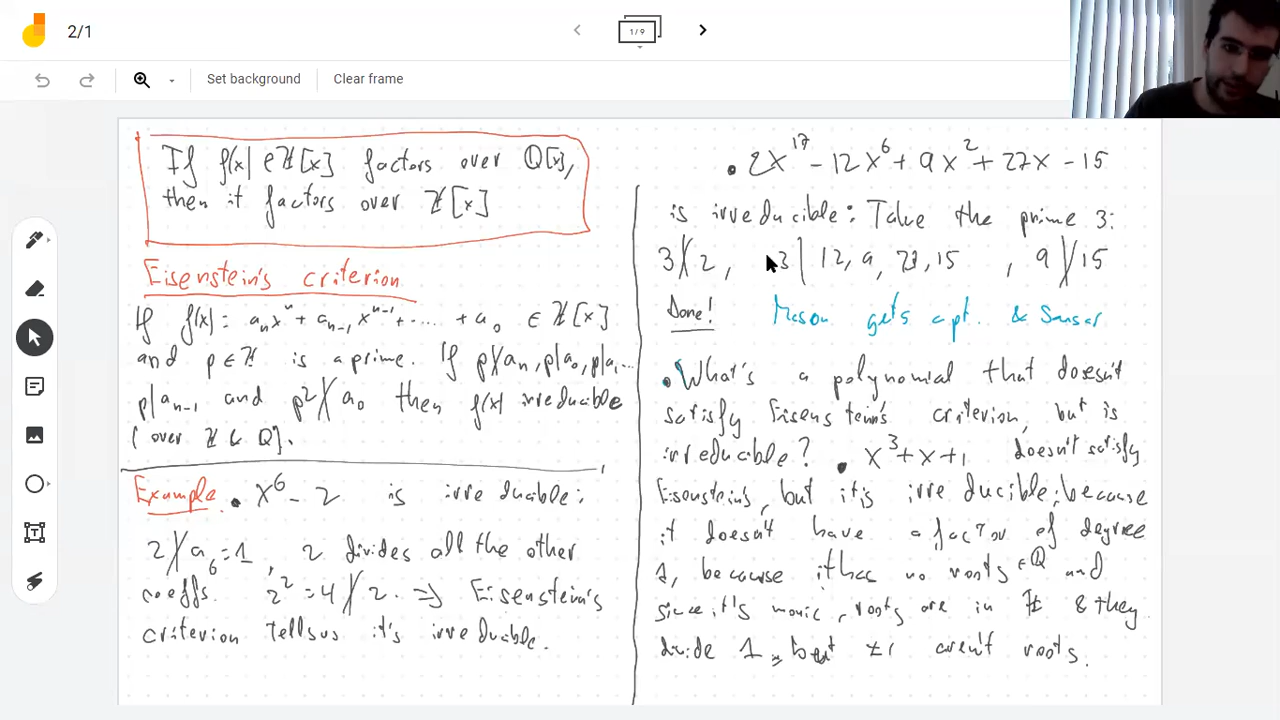 2/1
1/9
Set background
Clear frame
If f(x) ∈ ℤ[x] factors over ℚ[x],
then it factors over ℤ[x]
Eisenstein's criterion
If f(x) = aₙxⁿ + aₙ₋₁xⁿ⁻¹ + .... + a₀ ∈ ℤ[x]
and p ∈ ℤ is a prime. If p∤aₙ, p|a₀, p|a₁...
p|aₙ₋₁ and p²∤a₀ then f(x) irreducible
(over ℤ & ℚ).
Example • x⁶ - 2 is irreducible:
2∤a₆=1, 2 divides all the other
coeffs. 2²=4∤2. ⇒ Eisenstein's
criterion tells us it's irreducible.
• 2x¹⁷ - 12x⁶ + 9x² + 27x - 15
is irreducible: Take the prime 3:
3∤2, 3|12, 9, 27, 15, 9∤15
Done! Mason gets a pt. & Sansar
• What's a polynomial that doesn't
satisfy Eisenstein's criterion, but is
irreducible? • x³+x+1 doesn't satisfy
Eisenstein's, but it's irreducible; because
it doesn't have a factor of degree
1, because it has no roots ∈ℚ and
since it's monic, roots are in ℤ & they
divide 1, but ±1 aren't roots.